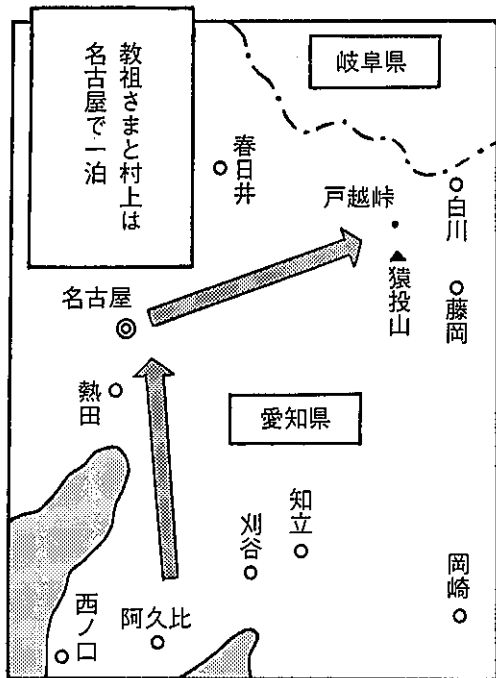 教祖さまと村上は
名古屋で一泊
岐阜県
春日井
戸越峠
白川
猿投山
藤岡
名古屋
熱田
愛知県
知立
刈谷
岡崎
阿久比
西ノ口